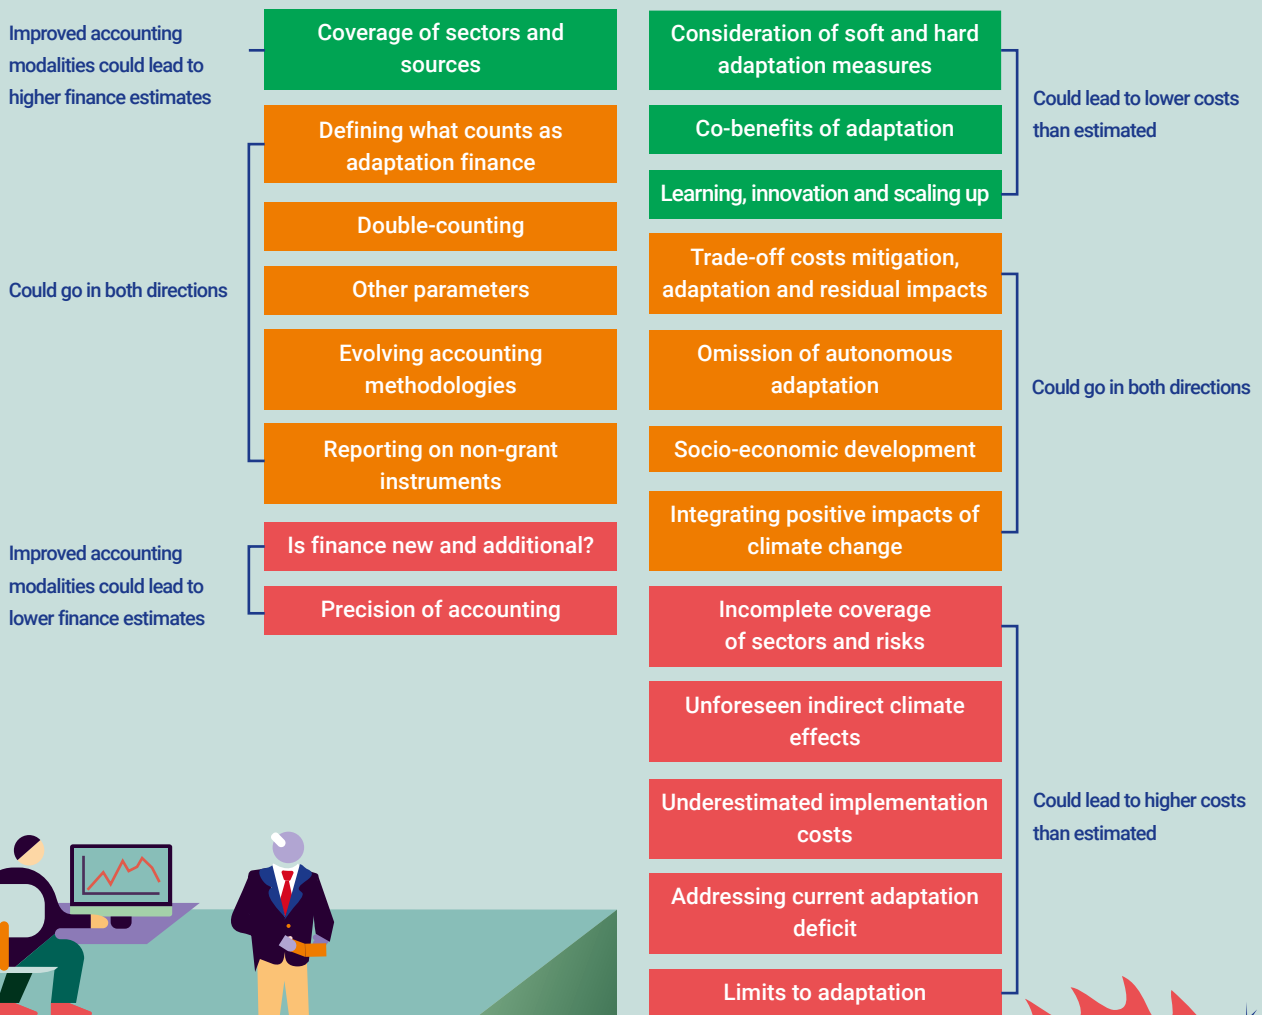 Improved accounting
modalities could lead to
higher finance estimates
Coverage of sectors and
sources
Could go in both directions
Defining what counts as
adaptation finance
Double-counting
Other parameters
Evolving accounting
methodologies
Reporting on non-grant
instruments
Improved accounting
modalities could lead to
lower finance estimates
Is finance new and additional?
Precision of accounting
Consideration of soft and hard
adaptation measures
Co-benefits of adaptation
Learning, innovation and scaling up
Could lead to lower costs
than estimated
Trade-off costs mitigation,
adaptation and residual impacts
Omission of autonomous
adaptation
Socio-economic development
Integrating positive impacts of
climate change
Could go in both directions
Incomplete coverage
of sectors and risks
Unforeseen indirect climate
effects
Underestimated implementation
costs
Addressing current adaptation
deficit
Limits to adaptation
Could lead to higher costs
than estimated